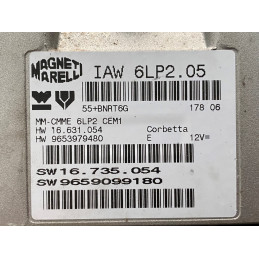 MAGNETI
MARELLI
IAW 6LP2.05
55+BNRT6G 178 06
MM-CMME 6LP2 CEM1
HW 16.631.054 Corbetta
HW 9653979480 E 12V=
SW16.735.054
SW9659099180